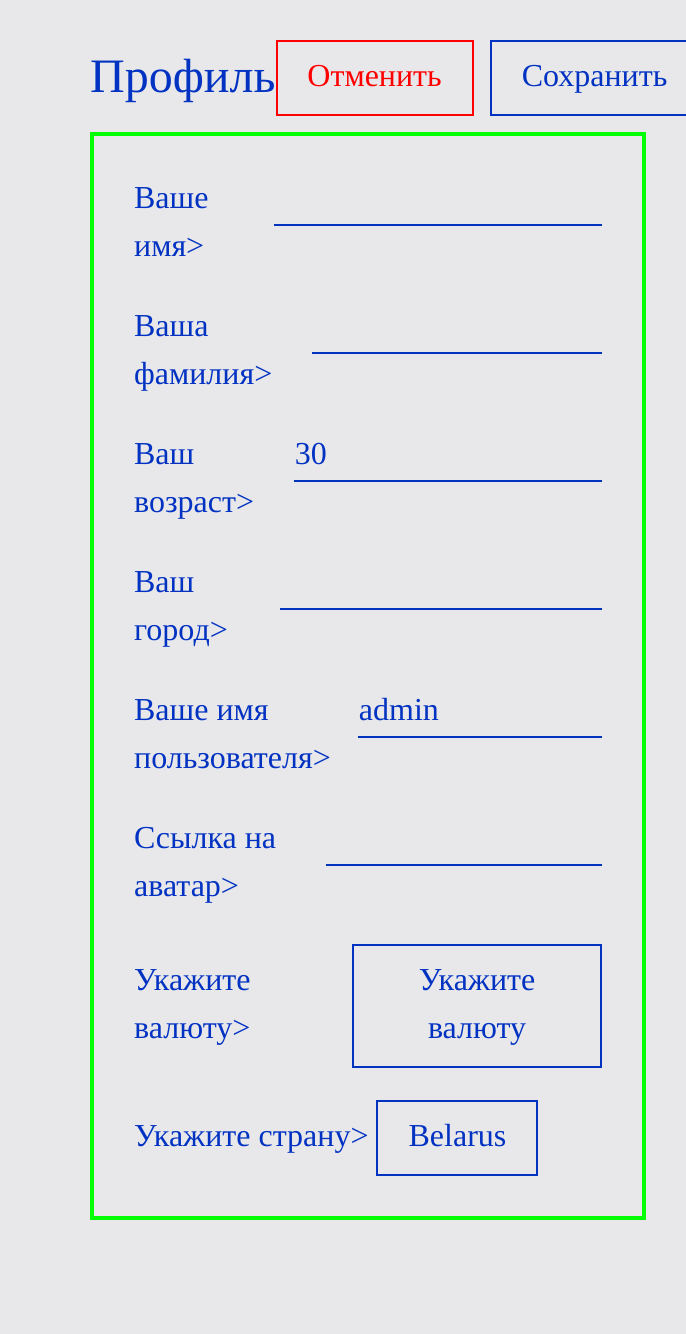 Профиль Отменить Сохранить
Ваше
имя>
Ваша
фамилия>
Ваш 30
возраст>
Ваш
город>
Ваше имя admin
пользователя>
Ссылка на
аватар>
Укажите Укажите
валюту> валюту
Укажите страну> Belarus